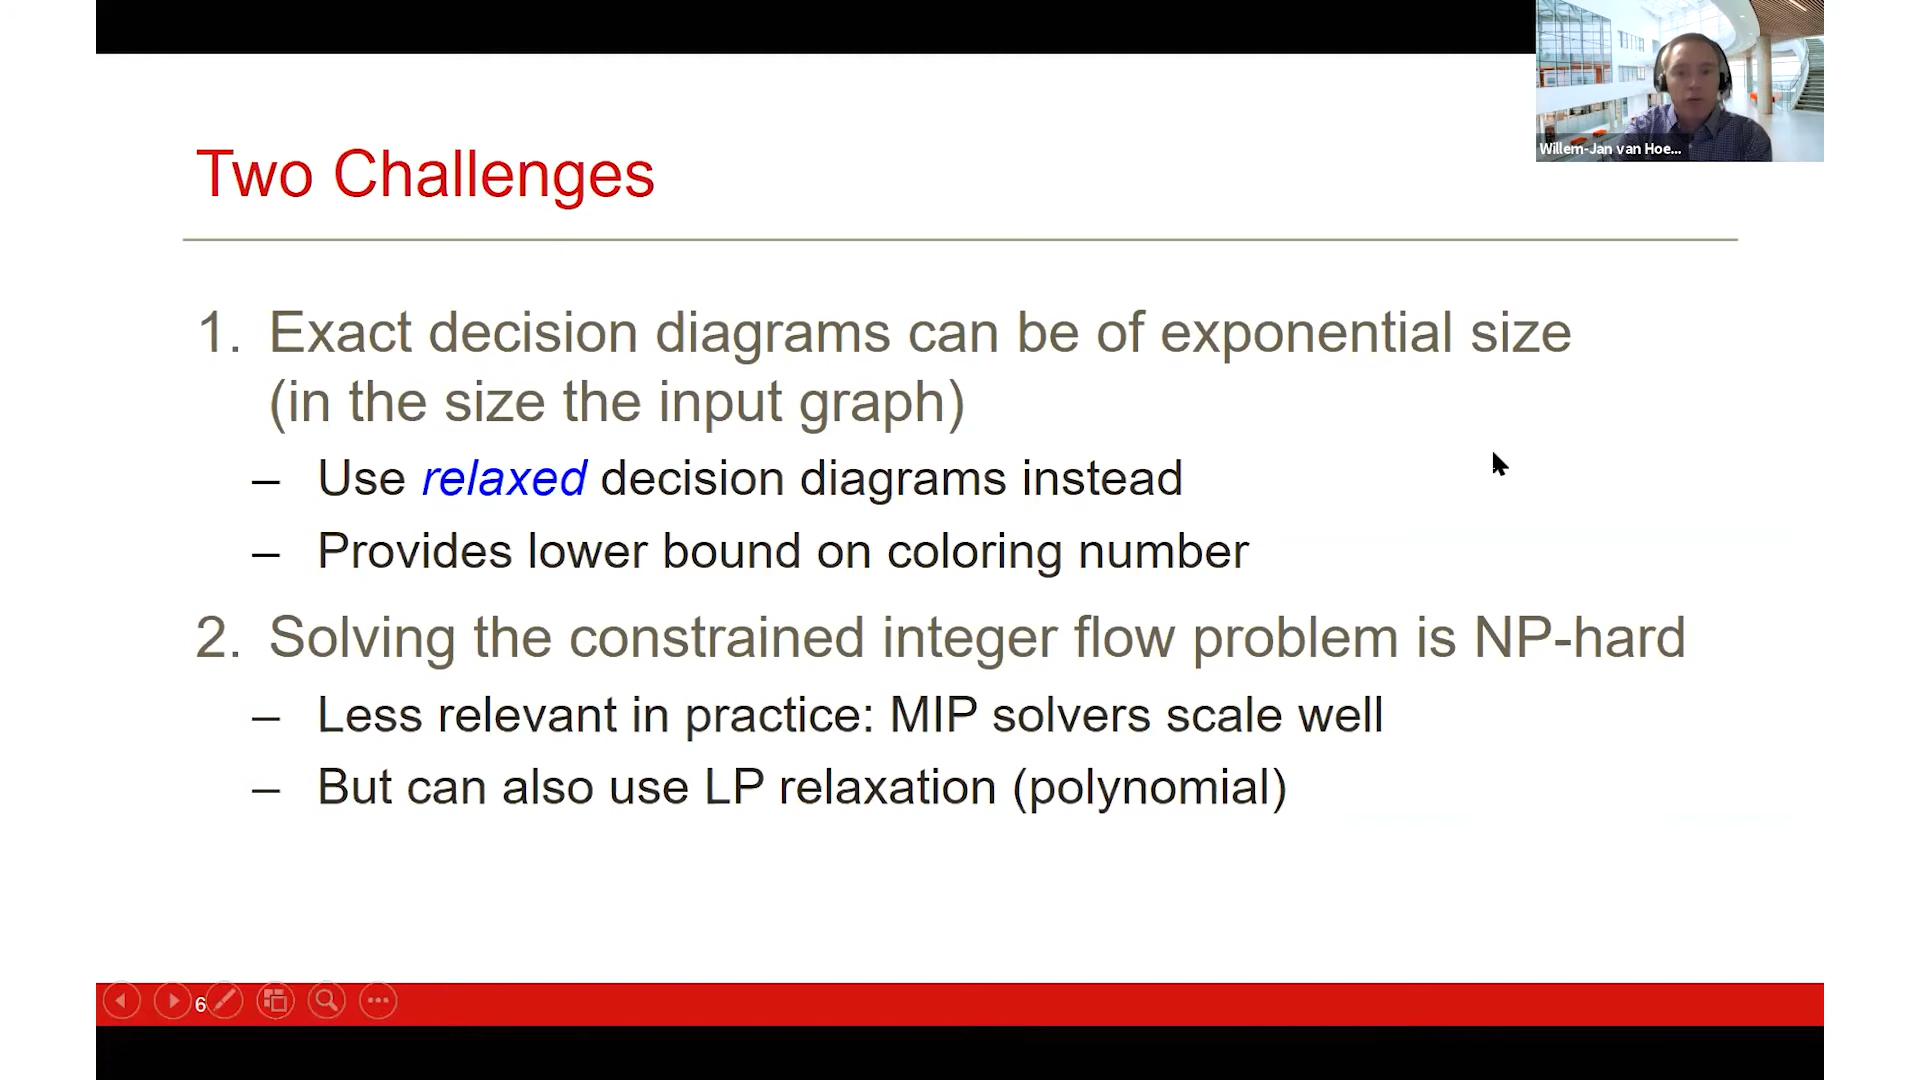 Willem-Jan van Hoe...
Two Challenges
1. Exact decision diagrams can be of exponential size
(in the size the input graph)
– Use relaxed decision diagrams instead
– Provides lower bound on coloring number
2. Solving the constrained integer flow problem is NP-hard
– Less relevant in practice: MIP solvers scale well
– But can also use LP relaxation (polynomial)
6